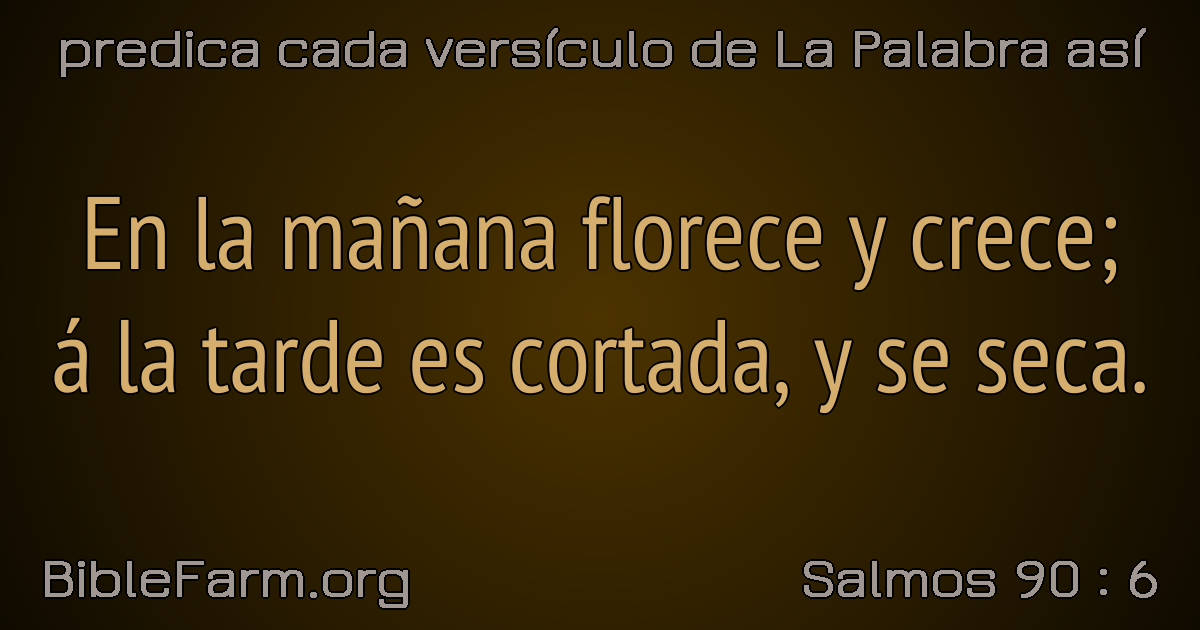 predica cada versículo de La Palabra así
En la mañana florece y crece;
á la tarde es cortada, y se seca.
BibleFarm.org
Salmos 90 : 6